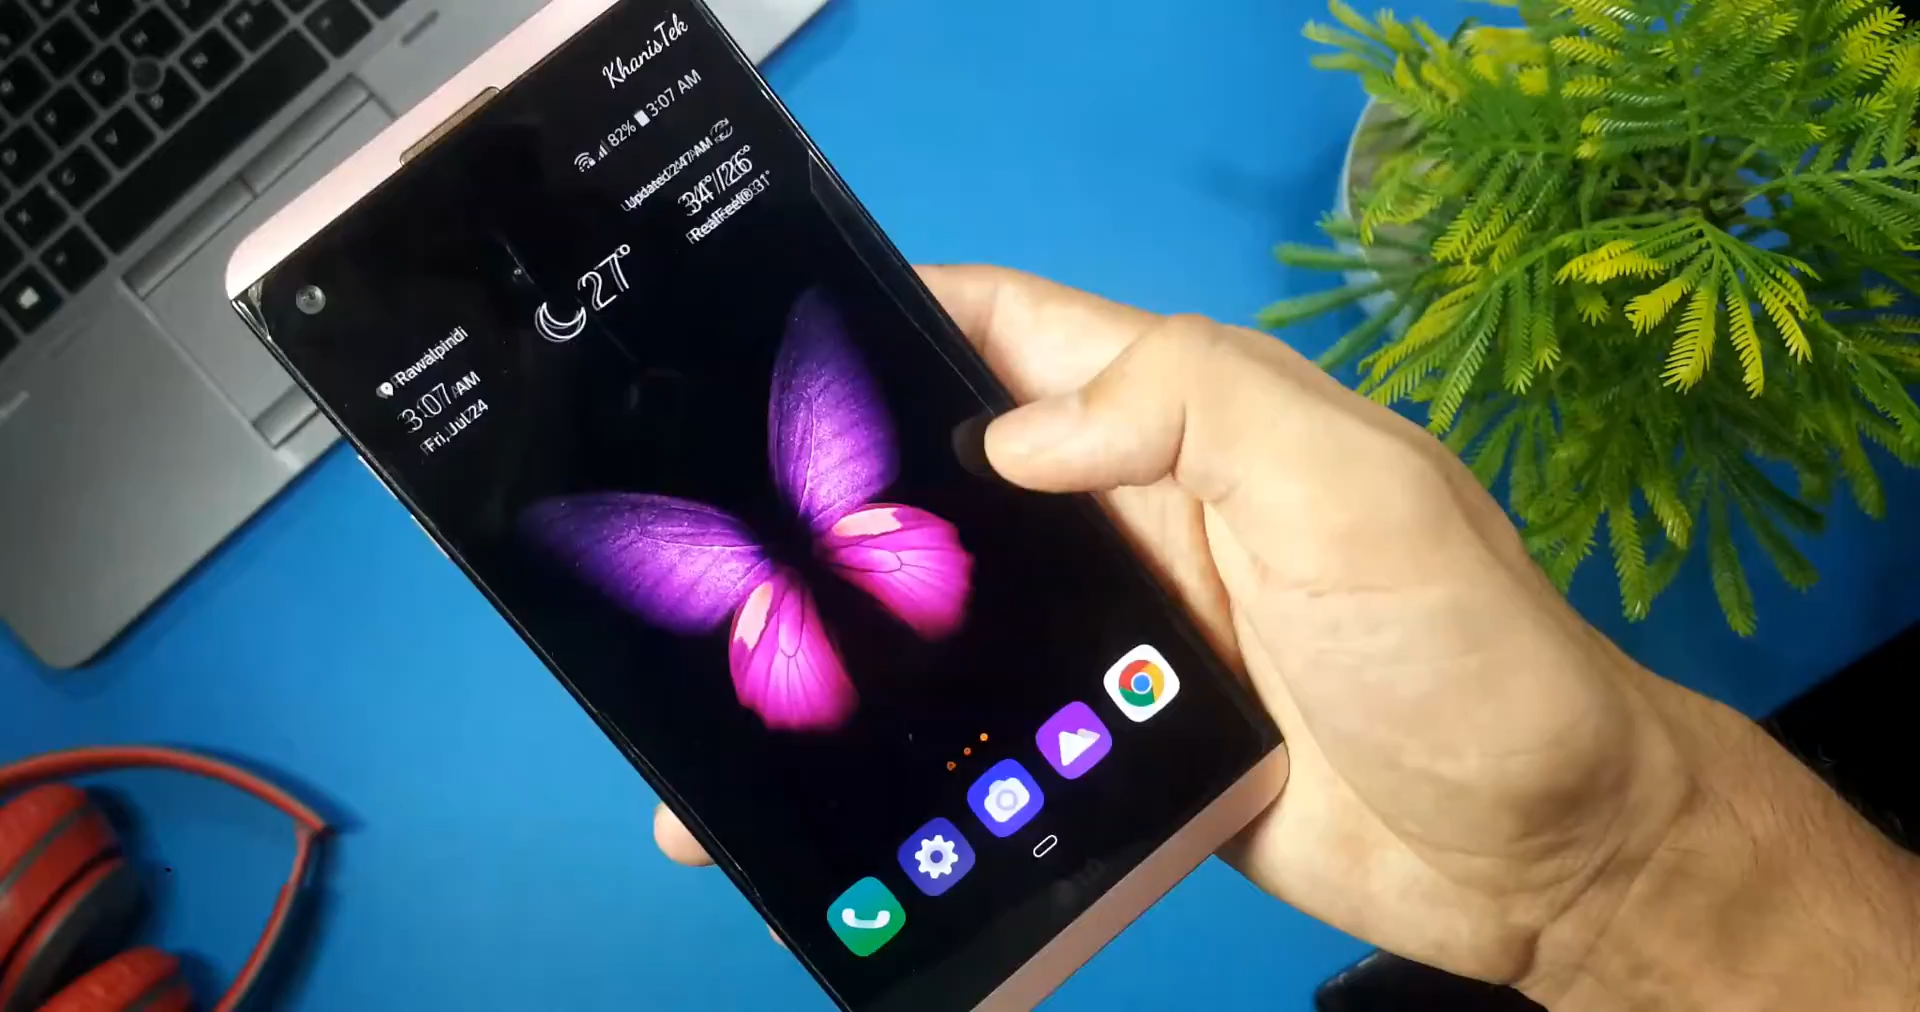 KhanisTek
82% 3:07 AM
Updated 2:47 AM
34°/26°
RealFeel® 31°
27°
Rawalpindi
3:07 AM
Fri, Jul 24
LG